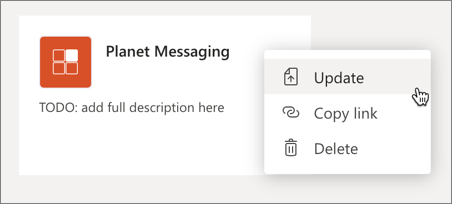 Planet Messaging
TODO: add full description here
Update
Copy link
Delete